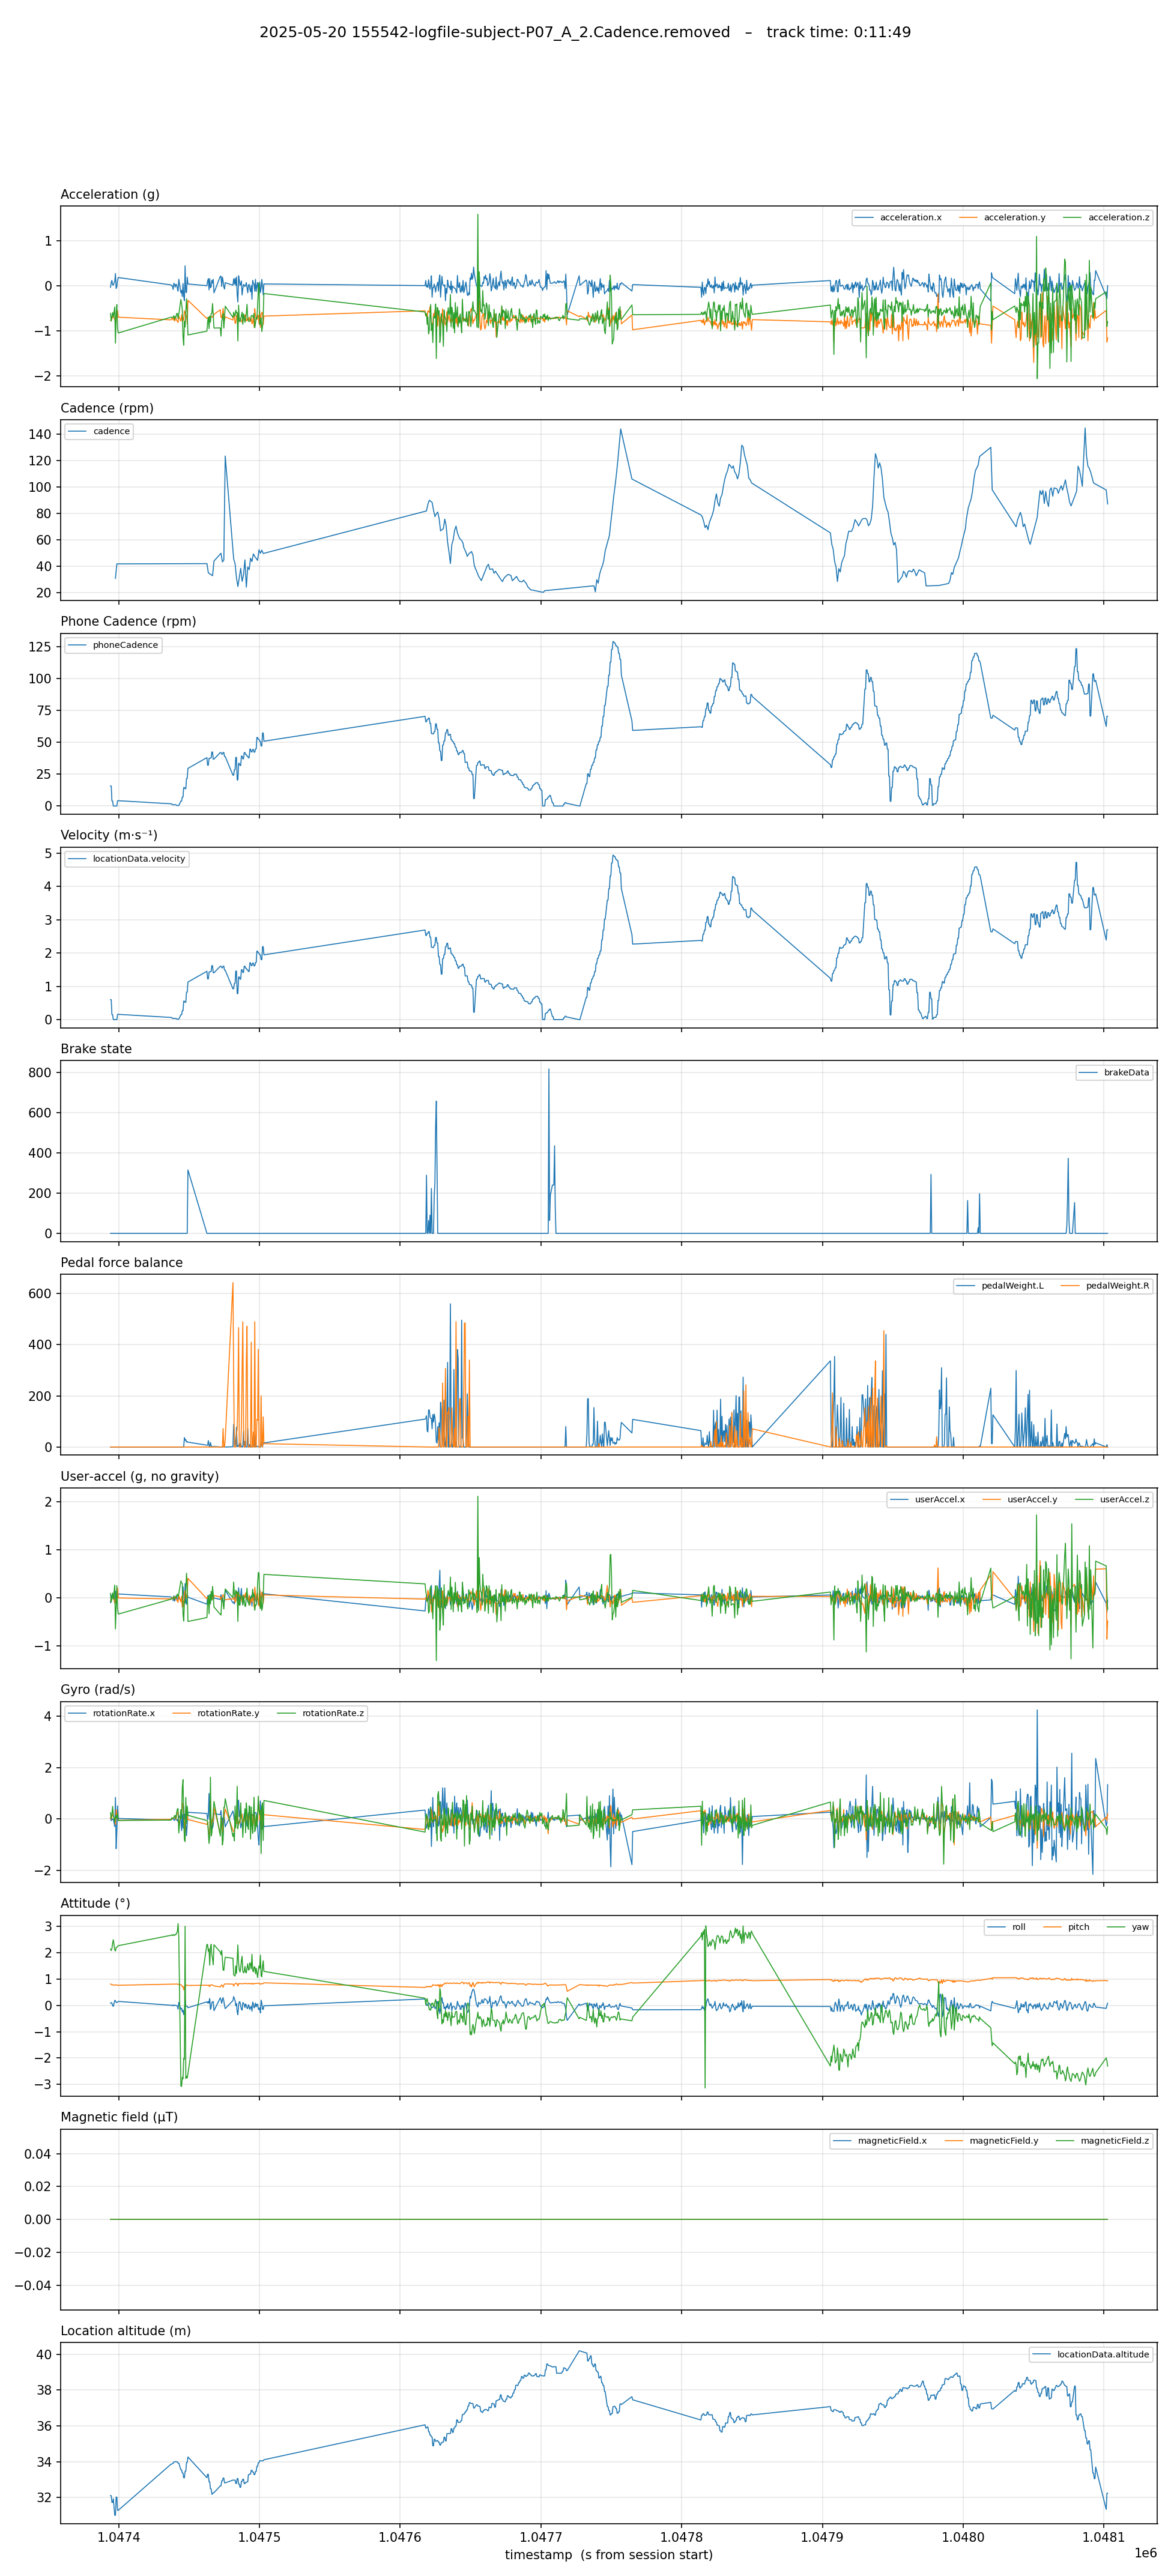 2025-05-20 155542-logfile-subject-P07_A_2.Cadence.removed – track time: 0:11:49
Acceleration (g)
acceleration.x acceleration.y acceleration.z
1
0
−1
−2
Cadence (rpm)
cadence
140
120
100
80
60
40
20
Phone Cadence (rpm)
phoneCadence
125
100
75
50
25
0
Velocity (m·s⁻¹)
locationData.velocity
5
4
3
2
1
0
Brake state
brakeData
800
600
400
200
0
Pedal force balance
pedalWeight.L pedalWeight.R
600
400
200
0
User-accel (g, no gravity)
userAccel.x userAccel.y userAccel.z
2
1
0
−1
Gyro (rad/s)
rotationRate.x rotationRate.y rotationRate.z
4
2
0
−2
Attitude (°)
roll pitch yaw
3
2
1
0
−1
−2
−3
Magnetic field (µT)
magneticField.x magneticField.y magneticField.z
0.04
0.02
0.00
−0.02
−0.04
Location altitude (m)
locationData.altitude
40
38
36
34
32
1.0474 1.0475 1.0476 1.0477 1.0478 1.0479 1.0480 1.0481
1e6
timestamp (s from session start)